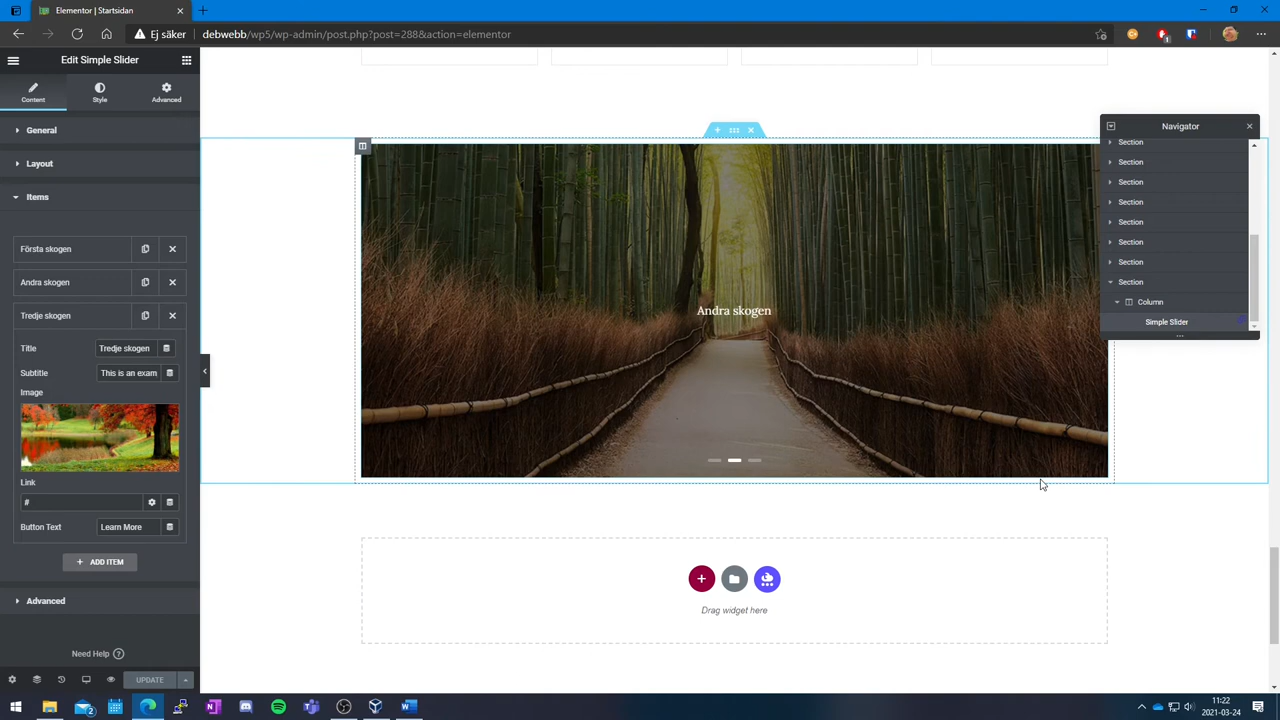 Elementor | Startsidan
Ej säker
debwebb/wp5/wp-admin/post.php?post=288&action=elementor
Edit Simple Slider
Content
Style
Advanced
General
Layout
Items
Första skogen
Andra skogen
Tredje skogen
Title
Tredje skogen
Subtitle
This is an exam
Image
Link
#
Button Text
Learn More
ADD ITEM
Advanced
Need Help
UPDATE
Andra skogen
Drag widget here
Navigator
Section
Section
Section
Section
Section
Section
Section
Section
Column
Simple Slider
11:22
2021-03-24